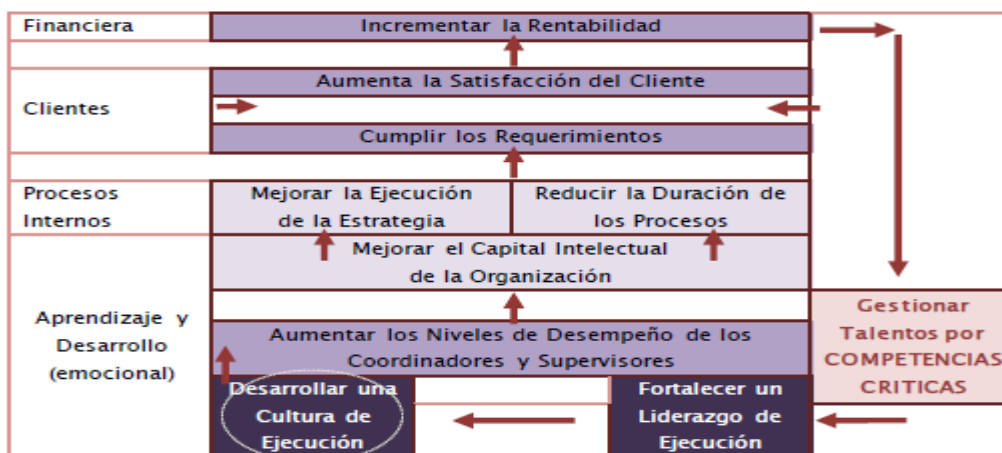 Financiera
Incrementar la Rentabilidad
Aumenta la Satisfacción del Cliente
Clientes
Cumplir los Requerimientos
Procesos
Internos
Mejorar la Ejecución
de la Estrategia
Reducir la Duración de
los Procesos
Mejorar el Capital Intelectual
de la Organización
Aprendizaje y
Desarrollo
(emocional)
Aumentar los Niveles de Desempeño de los
Coordinadores y Supervisores
Gestionar
Talentos por
COMPETENCIAS
CRITICAS
Desarrollar una
Cultura de
Ejecución
Fortalecer un
Liderazgo de
Ejecución